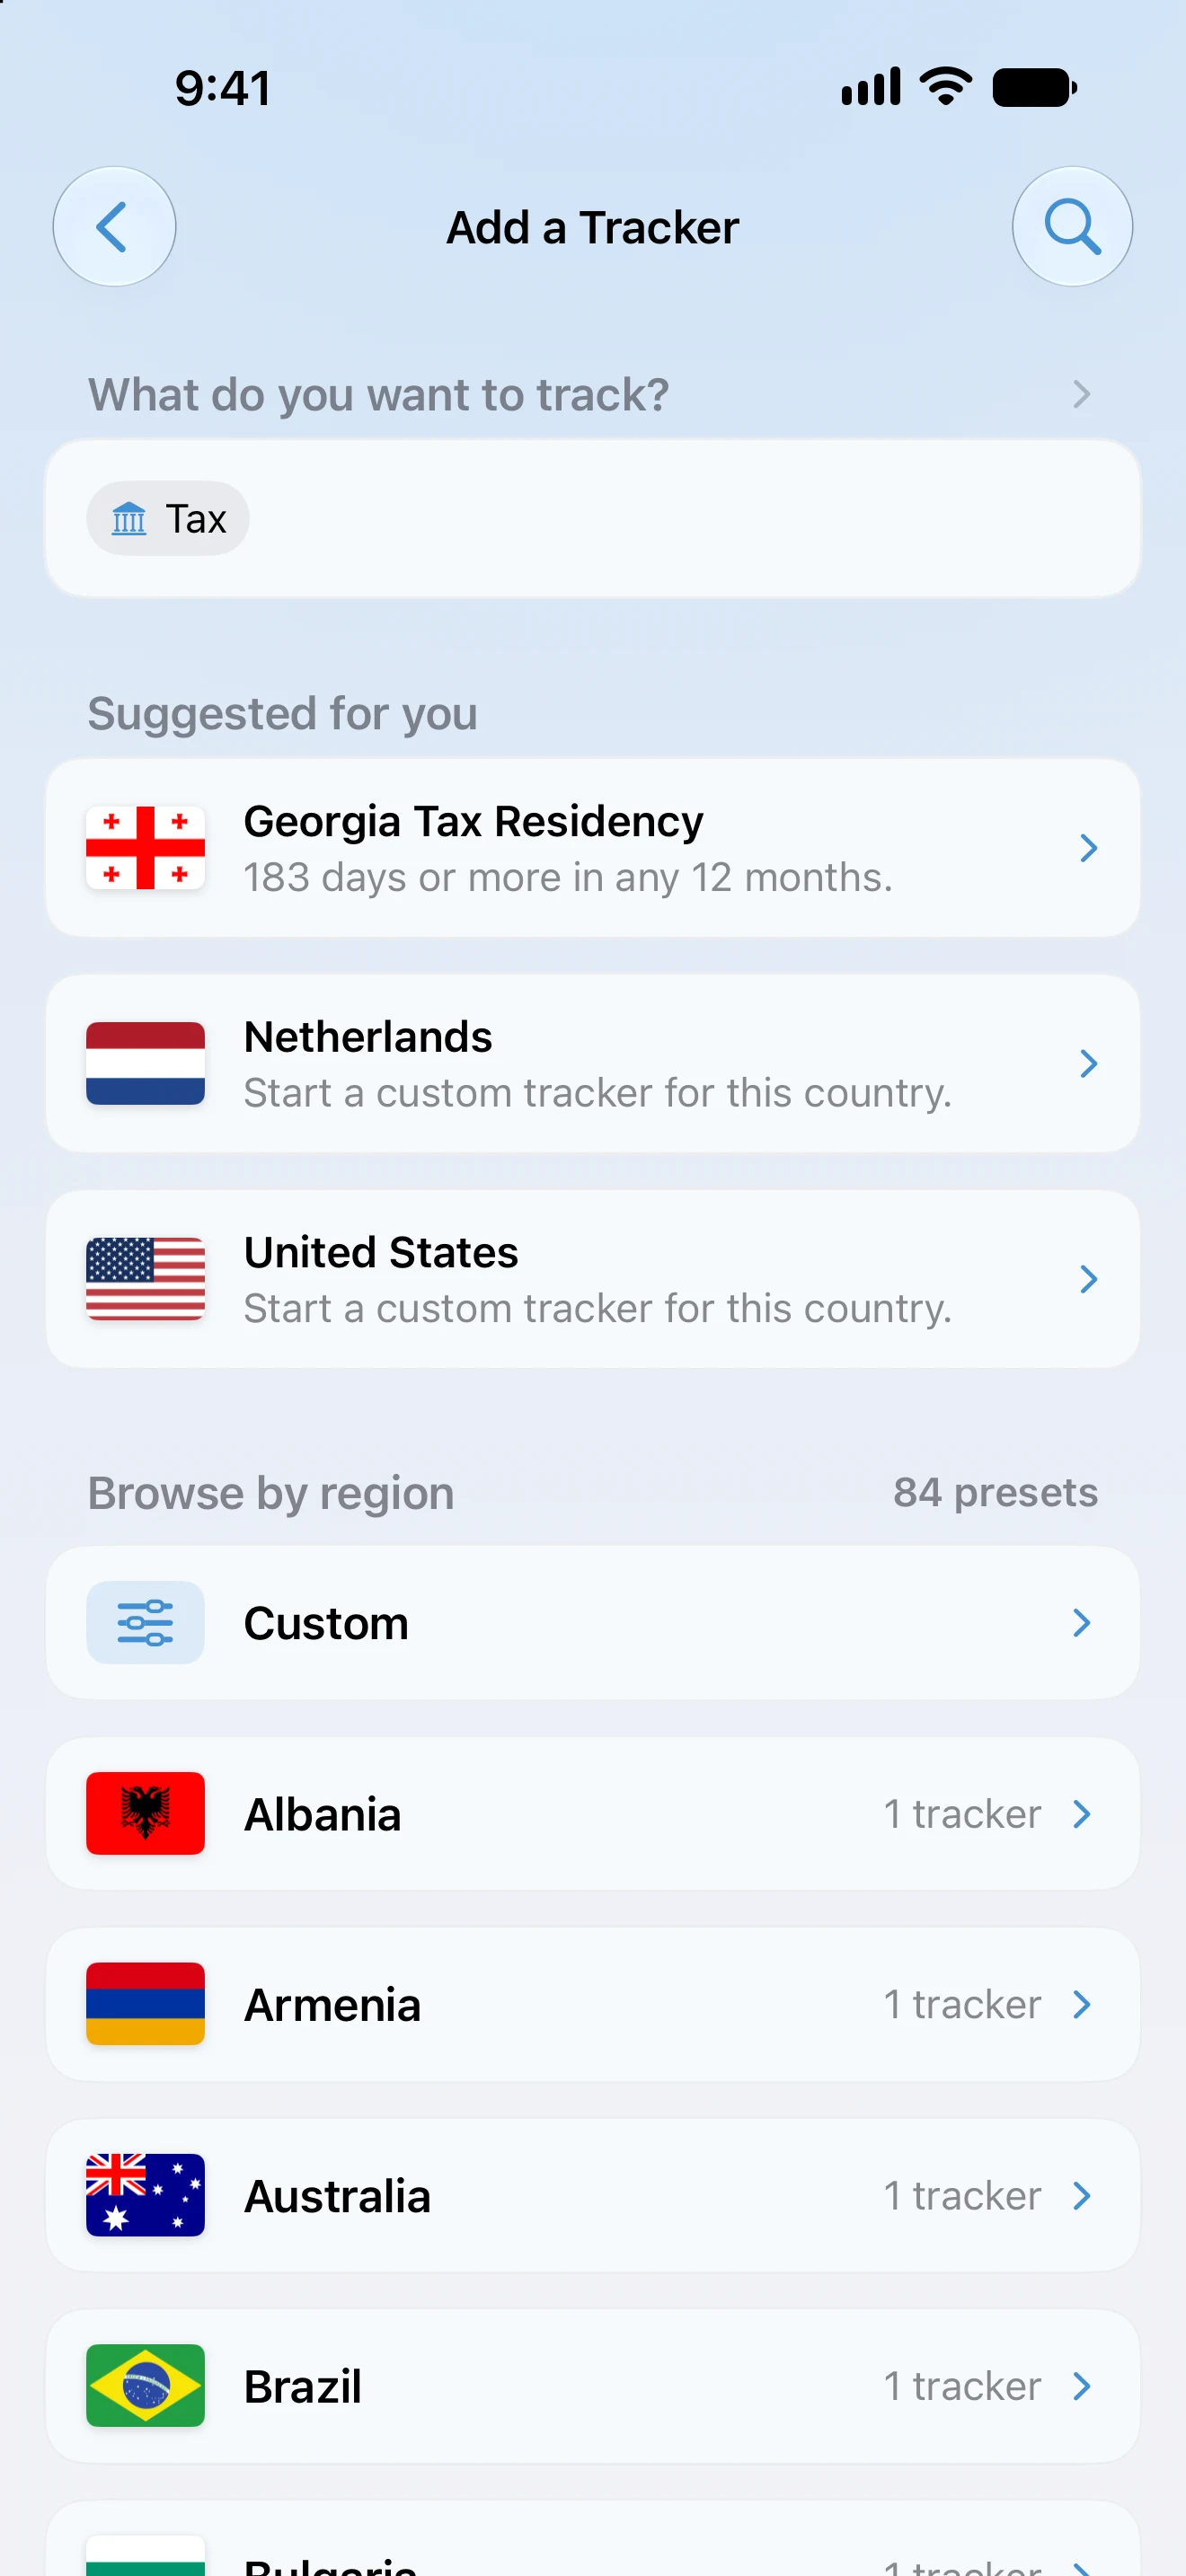 9:41
Add a Tracker
What do you want to track?
Tax
Suggested for you
Georgia Tax Residency
183 days or more in any 12 months.
Netherlands
Start a custom tracker for this country.
United States
Start a custom tracker for this country.
Browse by region
84 presets
Custom
Albania
1 tracker
Armenia
1 tracker
Australia
1 tracker
Brazil
1 tracker
Bulgaria
1 tracker